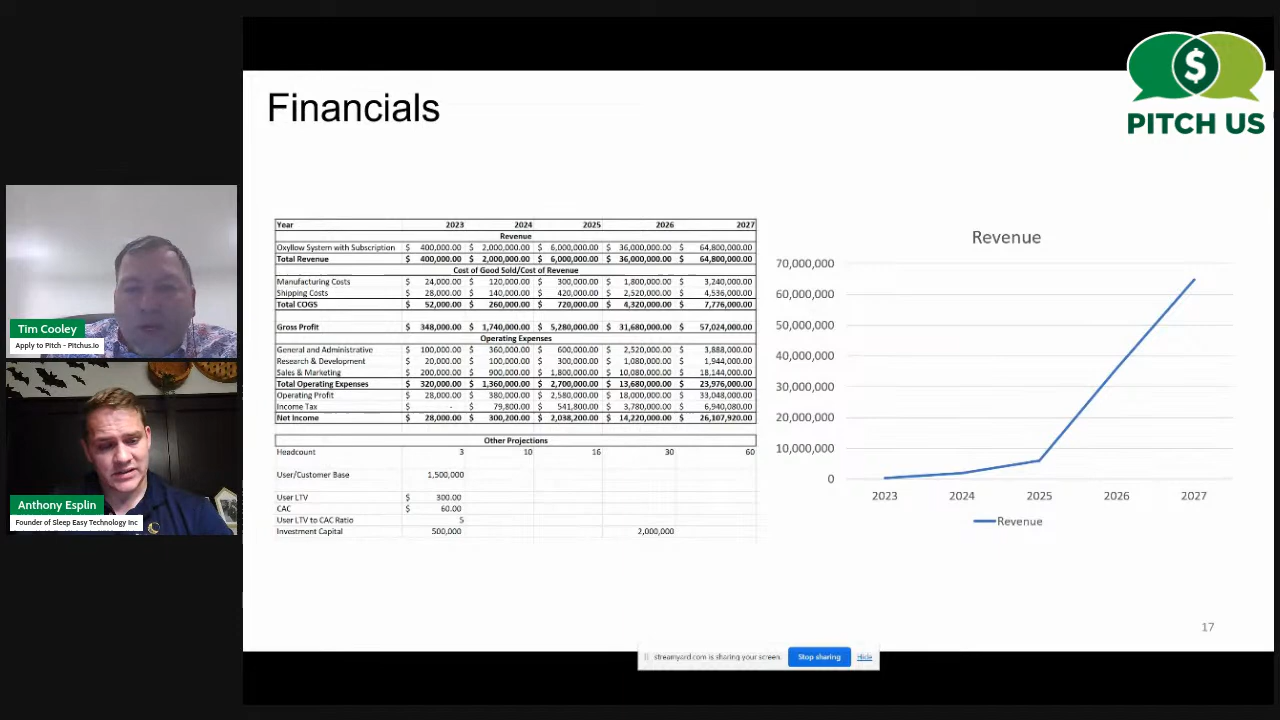 PITCH US
Financials
Year 2023 2024 2025 2026 2027
Revenue
Oxyllow System with Subscription $ 400,000.00 $ 2,000,000.00 $ 6,000,000.00 $ 36,000,000.00 $ 64,800,000.00
Total Revenue $ 400,000.00 $ 2,000,000.00 $ 6,000,000.00 $ 36,000,000.00 $ 64,800,000.00
Cost of Good Sold/Cost of Revenue
Manufacturing Costs $ 24,000.00 $ 120,000.00 $ 300,000.00 $ 1,800,000.00 $ 3,240,000.00
Shipping Costs $ 28,000.00 $ 140,000.00 $ 420,000.00 $ 2,520,000.00 $ 4,536,000.00
Total COGS $ 52,000.00 $ 260,000.00 $ 720,000.00 $ 4,320,000.00 $ 7,776,000.00
Gross Profit $ 348,000.00 $ 1,740,000.00 $ 5,280,000.00 $ 31,680,000.00 $ 57,024,000.00
Operating Expenses
General and Administrative $ 100,000.00 $ 360,000.00 $ 600,000.00 $ 2,520,000.00 $ 3,888,000.00
Research & Development $ 20,000.00 $ 100,000.00 $ 300,000.00 $ 1,080,000.00 $ 1,944,000.00
Sales & Marketing $ 200,000.00 $ 900,000.00 $ 1,800,000.00 $ 10,080,000.00 $ 18,144,000.00
Total Operating Expenses $ 320,000.00 $ 1,360,000.00 $ 2,700,000.00 $ 13,680,000.00 $ 23,976,000.00
Operating Profit $ 28,000.00 $ 380,000.00 $ 2,580,000.00 $ 18,000,000.00 $ 33,048,000.00
Income Tax $ - $ 79,800.00 $ 541,800.00 $ 3,780,000.00 $ 6,940,080.00
Net Income $ 28,000.00 $ 300,200.00 $ 2,038,200.00 $ 14,220,000.00 $ 26,107,920.00
Other Projections
Headcount 3 10 16 30 60
User/Customer Base 1,500,000
User LTV $ 300.00
CAC $ 60.00
User LTV to CAC Ratio 5
Investment Capital 500,000 2,000,000
Revenue
70,000,000
60,000,000
50,000,000
40,000,000
30,000,000
20,000,000
10,000,000
0
2023 2024 2025 2026 2027
Revenue
17
Tim Cooley
Apply to Pitch - Pitchus.io
Anthony Esplin
Founder of Sleep Easy Technology Inc
streamyard.com is sharing your screen. Stop sharing Hide